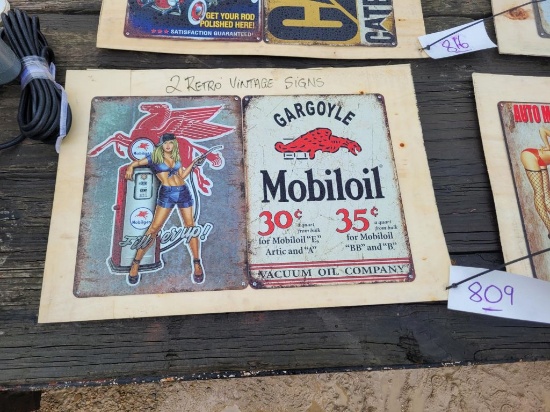 GET YOUR ROD
POLISHED HERE!
SATISFACTION GUARANTEED
CATE
816
2 RETRO VINTAGE SIGNS
GARGOYLE
Mobiloil
30¢ a quart
from bulk
for Mobiloil "E,"
Artic and "A"
35¢ a quart
from bulk
for Mobiloil
"BB" and "B"
VACUUM OIL COMPANY
Mobilgas
Fill 'er up!
AUTO
809